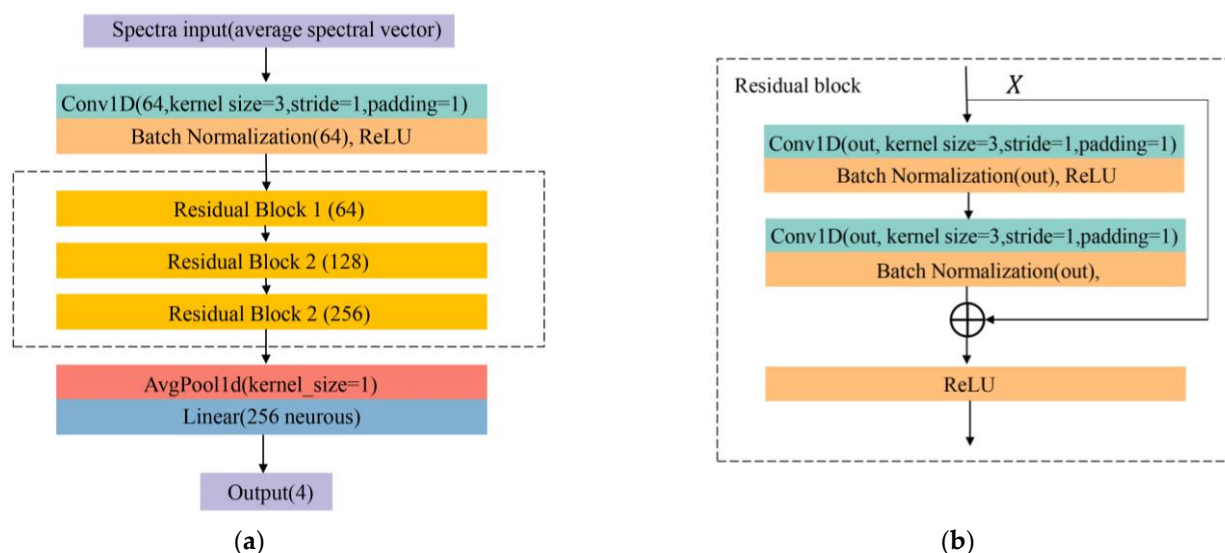 Spectra input(average spectral vector)
Conv1D(64,kernel size=3,stride=1,padding=1)
Batch Normalization(64), ReLU
Residual Block 1 (64)
Residual Block 2 (128)
Residual Block 2 (256)
AvgPool1d(kernel_size=1)
Linear(256 neurous)
Output(4)
(a)
Residual block
X
Conv1D(out, kernel size=3,stride=1,padding=1)
Batch Normalization(out), ReLU
Conv1D(out, kernel size=3,stride=1,padding=1)
Batch Normalization(out),
ReLU
(b)